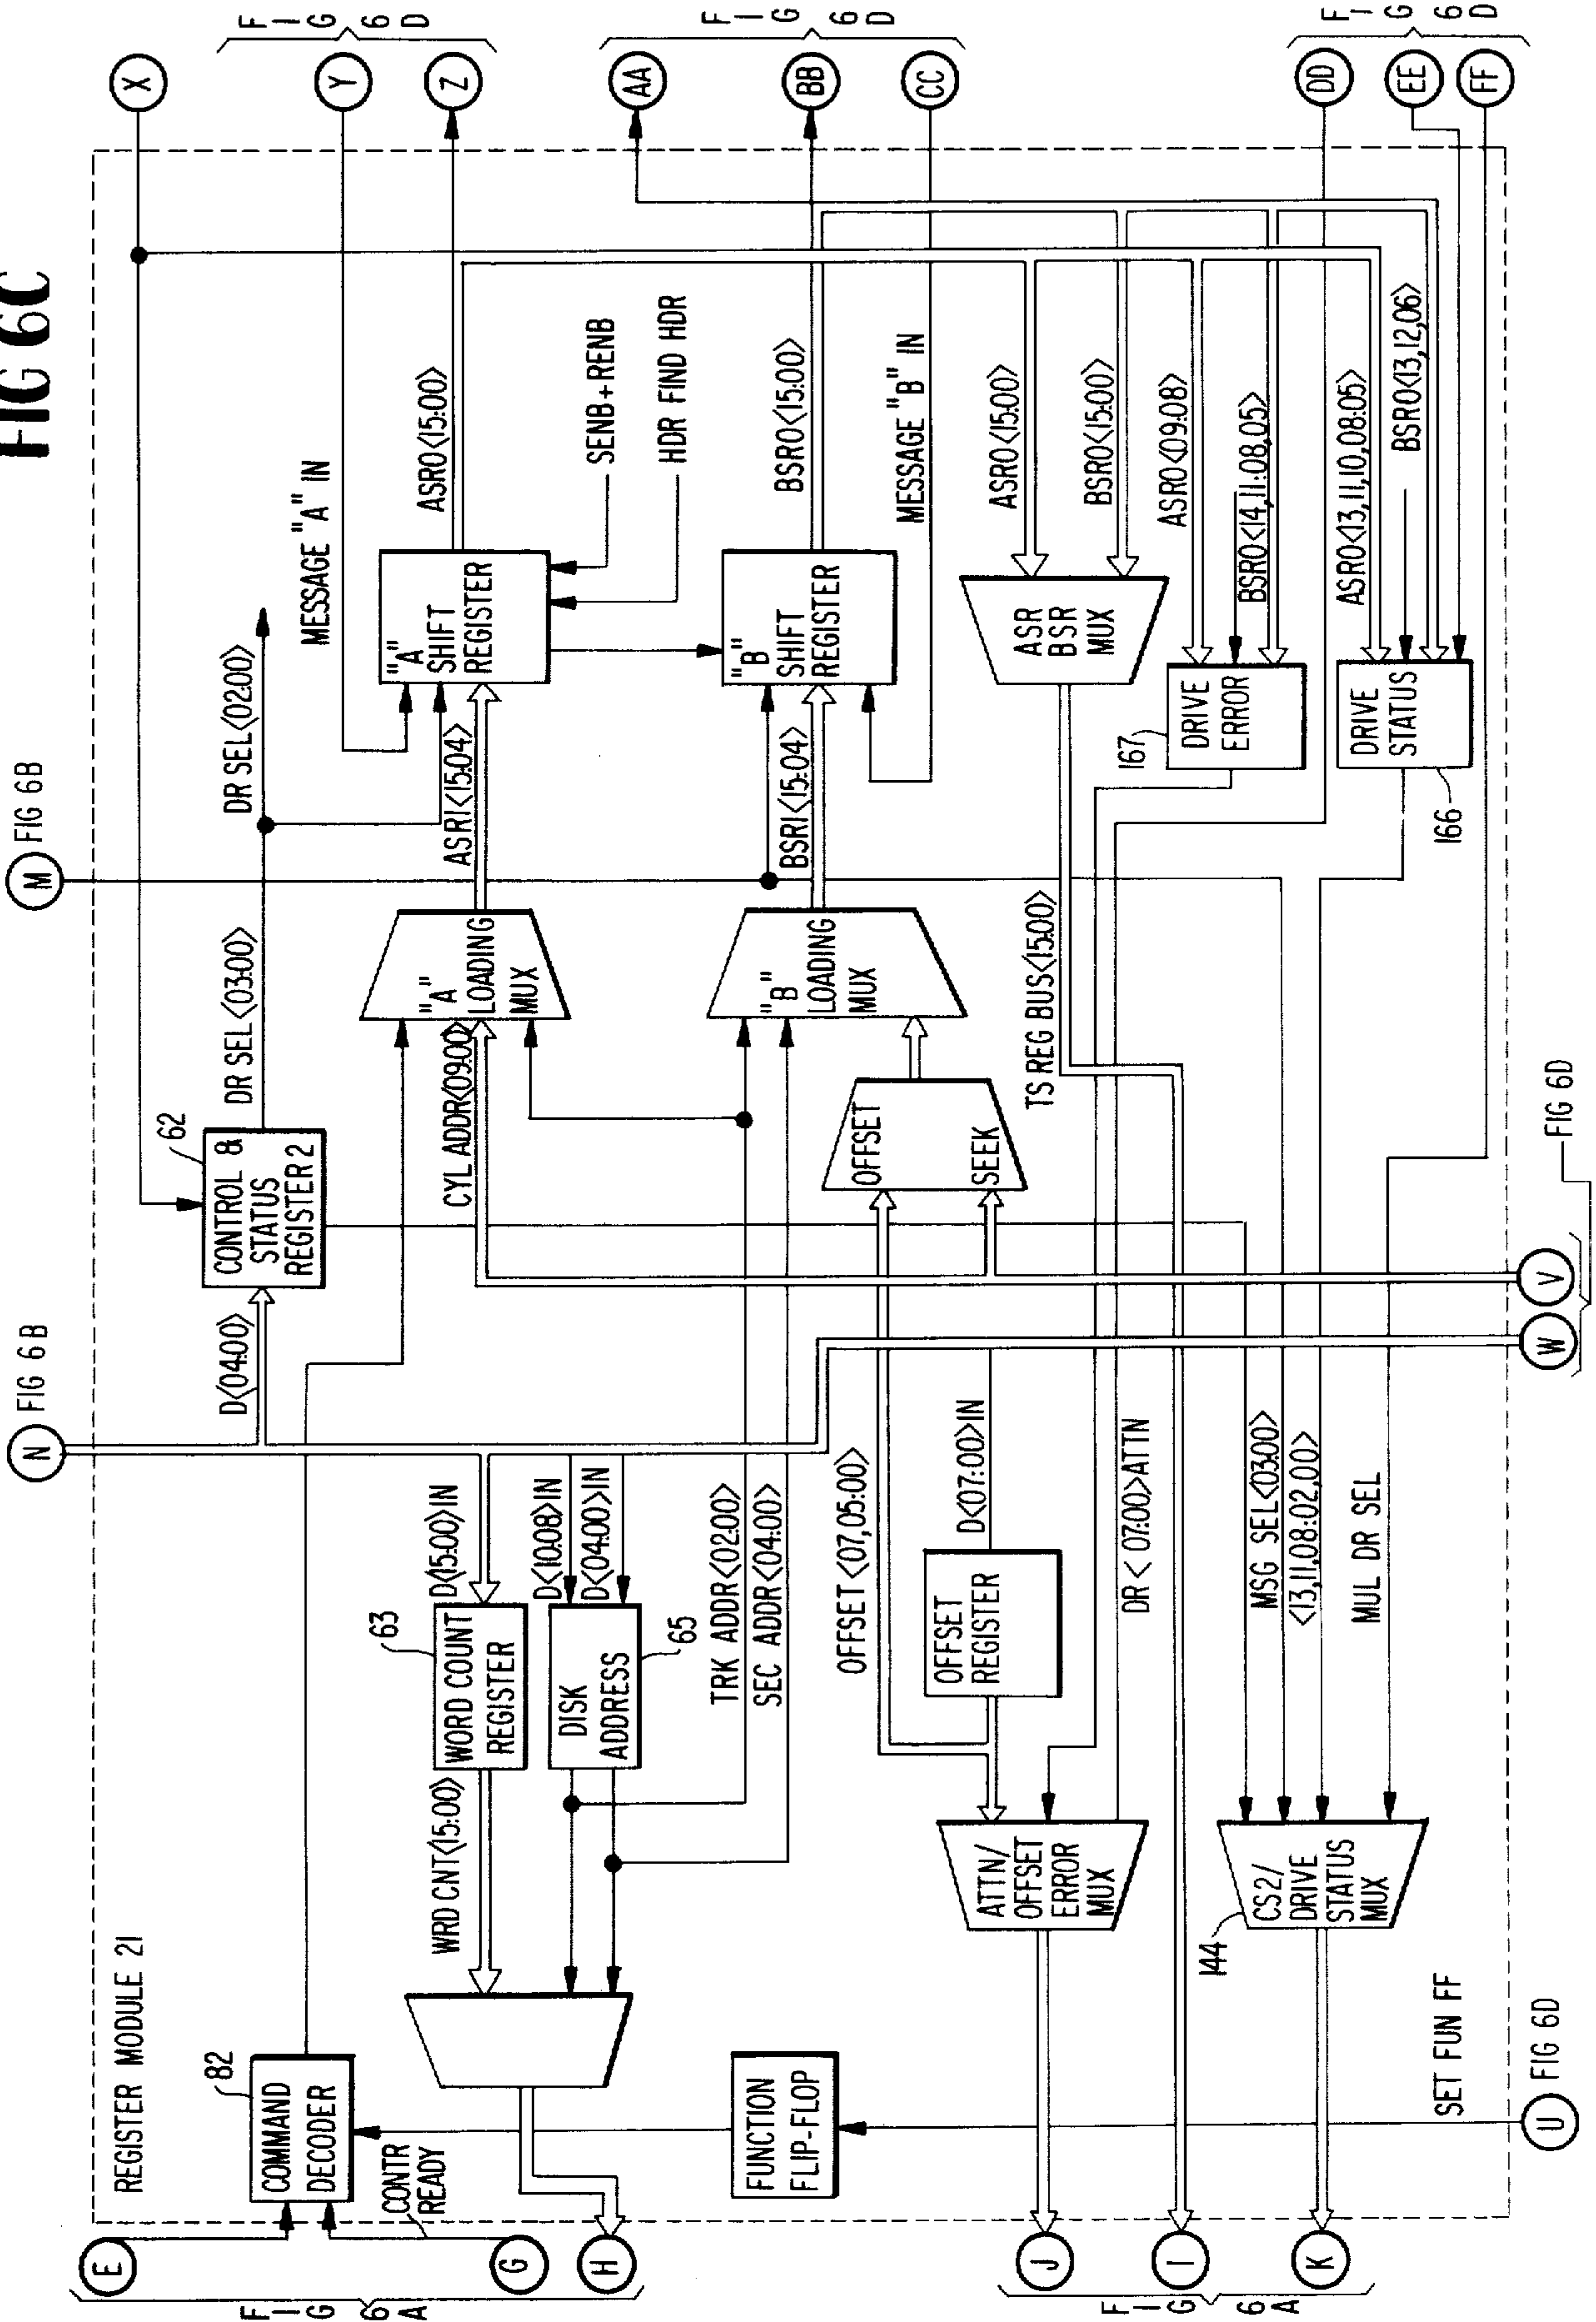 FIG 6C
REGISTER MODULE 21
E
G
H
FIG 6A
J
I
K
FIG 6A
N
FIG 6B
M
FIG 6B
X
Y
Z
FIG 6D
AA
BB
CC
FIG 6D
DD
EE
FF
FIG 6D
U
FIG 6D
W
V
FIG 6D
82
COMMAND
DECODER
CONTR
READY
FUNCTION
FLIP-FLOP
SET FUN FF
WRD CNT<15:00>
63
WORD COUNT
REGISTER
D<15:00>IN
DISK
ADDRESS
65
D<10:08>IN
D<04:00>IN
TRK ADDR<02:00>
SEC ADDR<04:00>
D<04:00>
62
CONTROL &
STATUS
REGISTER 2
DR SEL<03:00>
DR SEL<02:00>
CYL ADDR<09:00>
"A"
LOADING
MUX
ASRI<15:04>
MESSAGE "A" IN
"A"
SHIFT
REGISTER
ASRO<15:00>
SENB+RENB
HDR FIND HDR
"B"
LOADING
MUX
BSRI<15:04>
"B"
SHIFT
REGISTER
BSRO<15:00>
MESSAGE "B" IN
OFFSET
SEEK
OFFSET<07,05:00>
OFFSET
REGISTER
D<07:00>IN
ATTN/
OFFSET
ERROR
MUX
DR<07:00>ATTN
TS REG BUS<15:00>
ASR
BSR
MUX
ASRO<15:00>
BSRO<15:00>
167
DRIVE
ERROR
ASRO<09:08>
BSRO<14,11:08,05>
DRIVE
STATUS
166
ASRO<13,11,10,08:05>
BSRO<13,12,06>
144
CS2/
DRIVE
STATUS
MUX
MSG SEL<03:00>
<13,11,08:02,00>
MUL DR SEL